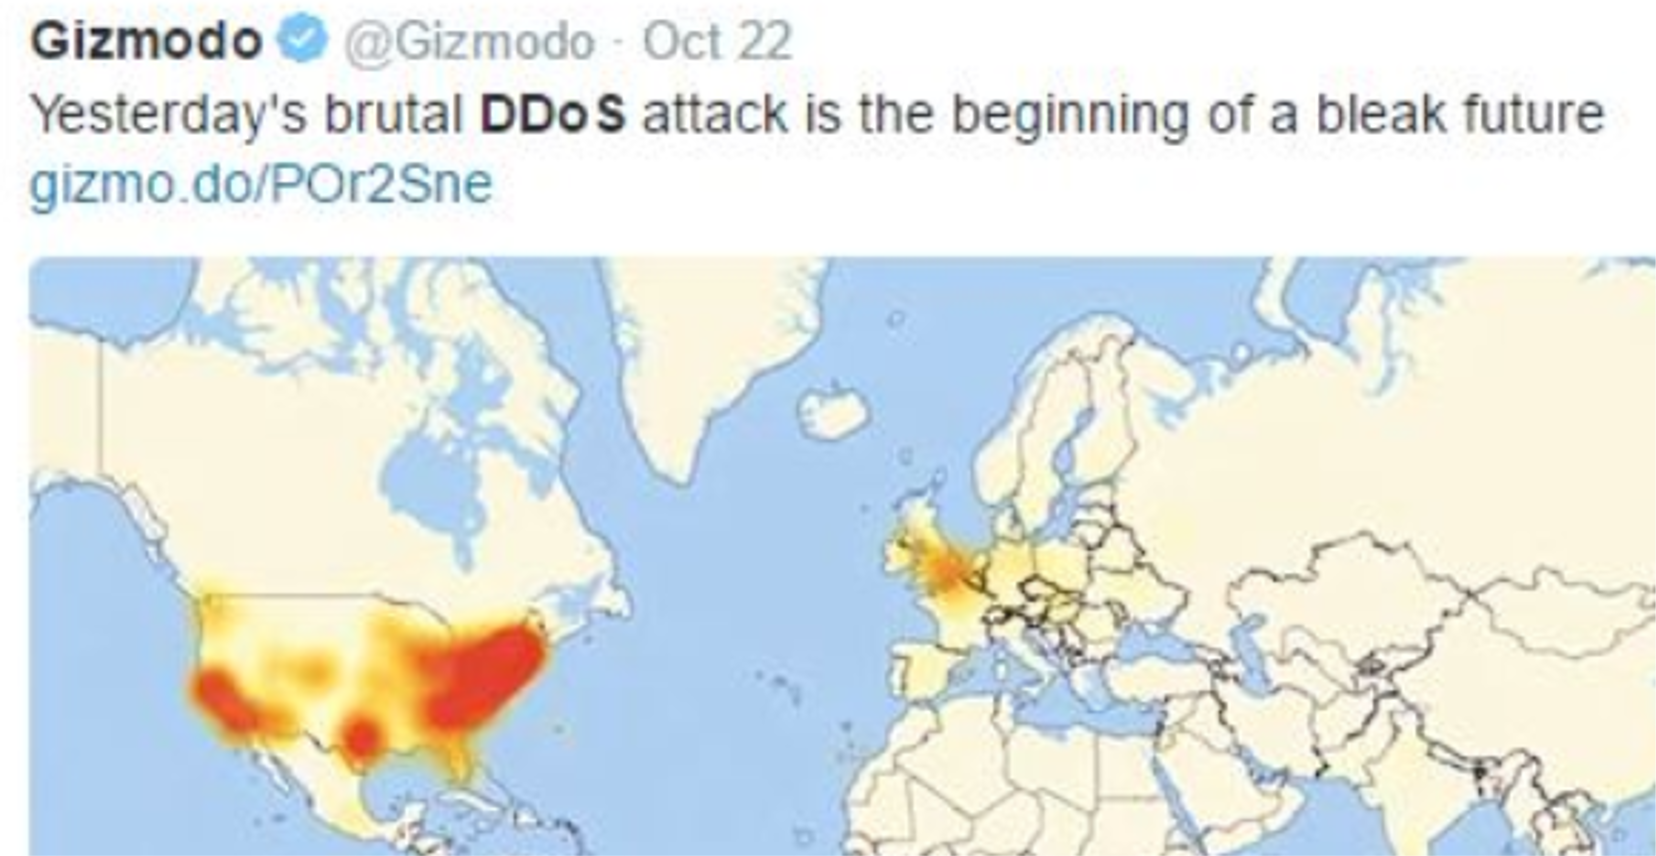 Gizmodo @Gizmodo · Oct 22
Yesterday's brutal DDoS attack is the beginning of a bleak future
gizmo.do/POr2Sne